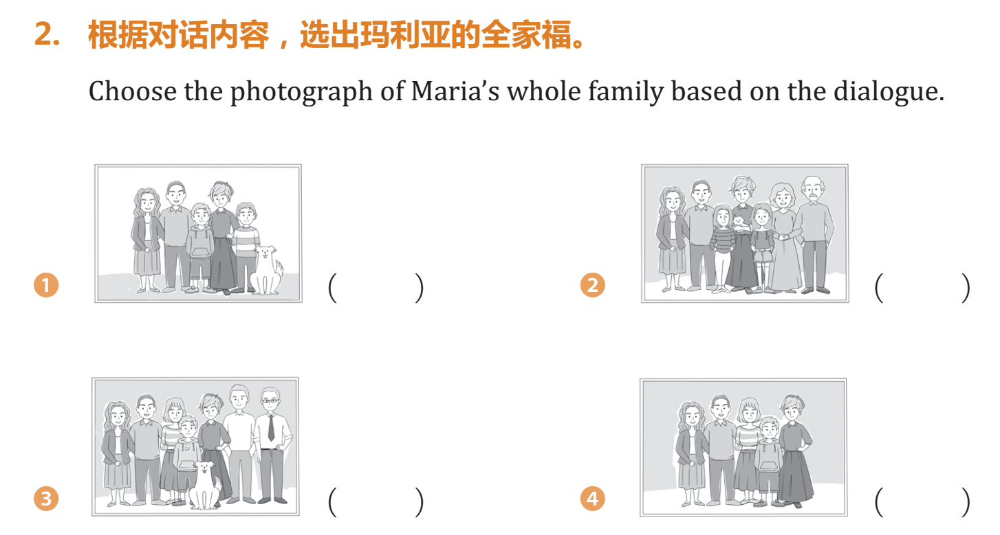 2. 根据对话内容，选出玛利亚的全家福。
Choose the photograph of Maria’s whole family based on the dialogue.
1 (   )
2 (   )
3 (   )
4 (   )